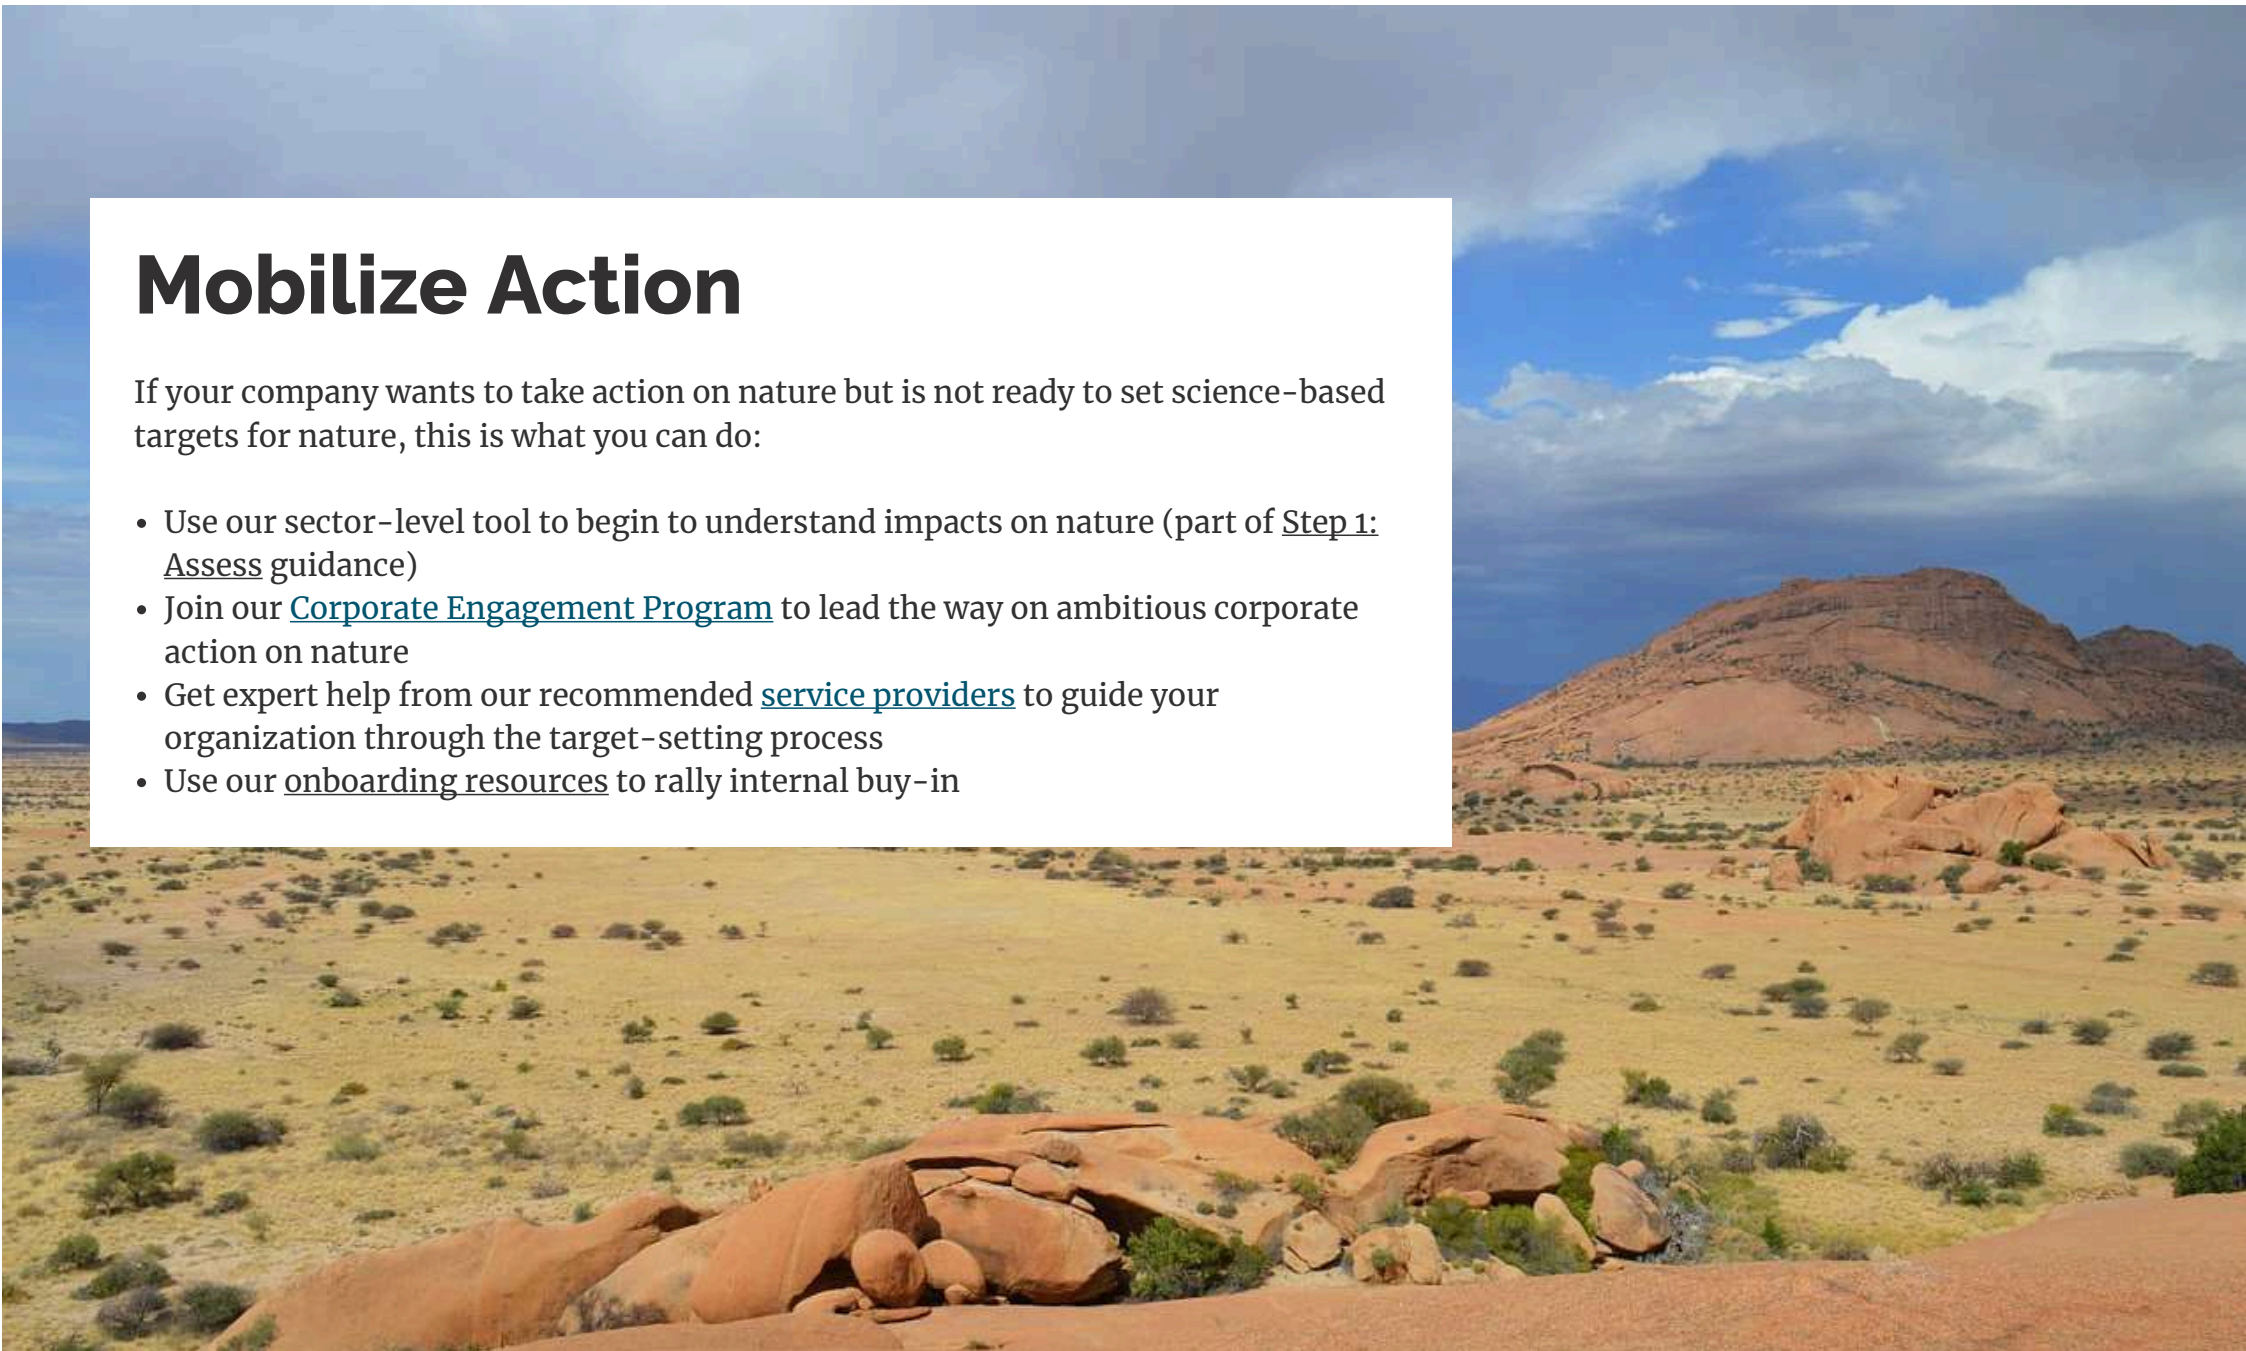 Mobilize Action
If your company wants to take action on nature but is not ready to set science-based
targets for nature, this is what you can do:
• Use our sector-level tool to begin to understand impacts on nature (part of Step 1:
Assess guidance)
• Join our Corporate Engagement Program to lead the way on ambitious corporate
action on nature
• Get expert help from our recommended service providers to guide your
organization through the target-setting process
• Use our onboarding resources to rally internal buy-in